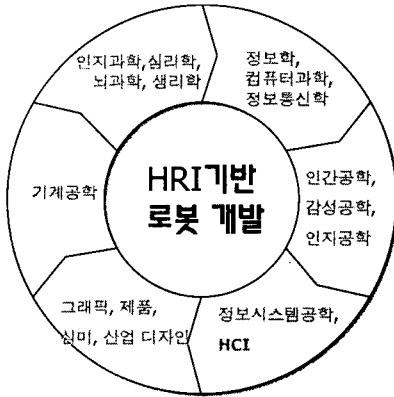 인지과학,심리학,
뇌과학, 생리학
정보학,
컴퓨터과학,
정보통신학
인간공학,
감성공학,
인지공학
정보시스템공학,
HCI
그래픽, 제품,
심미, 산업 디자인
기계공학
HRI기반
로봇 개발